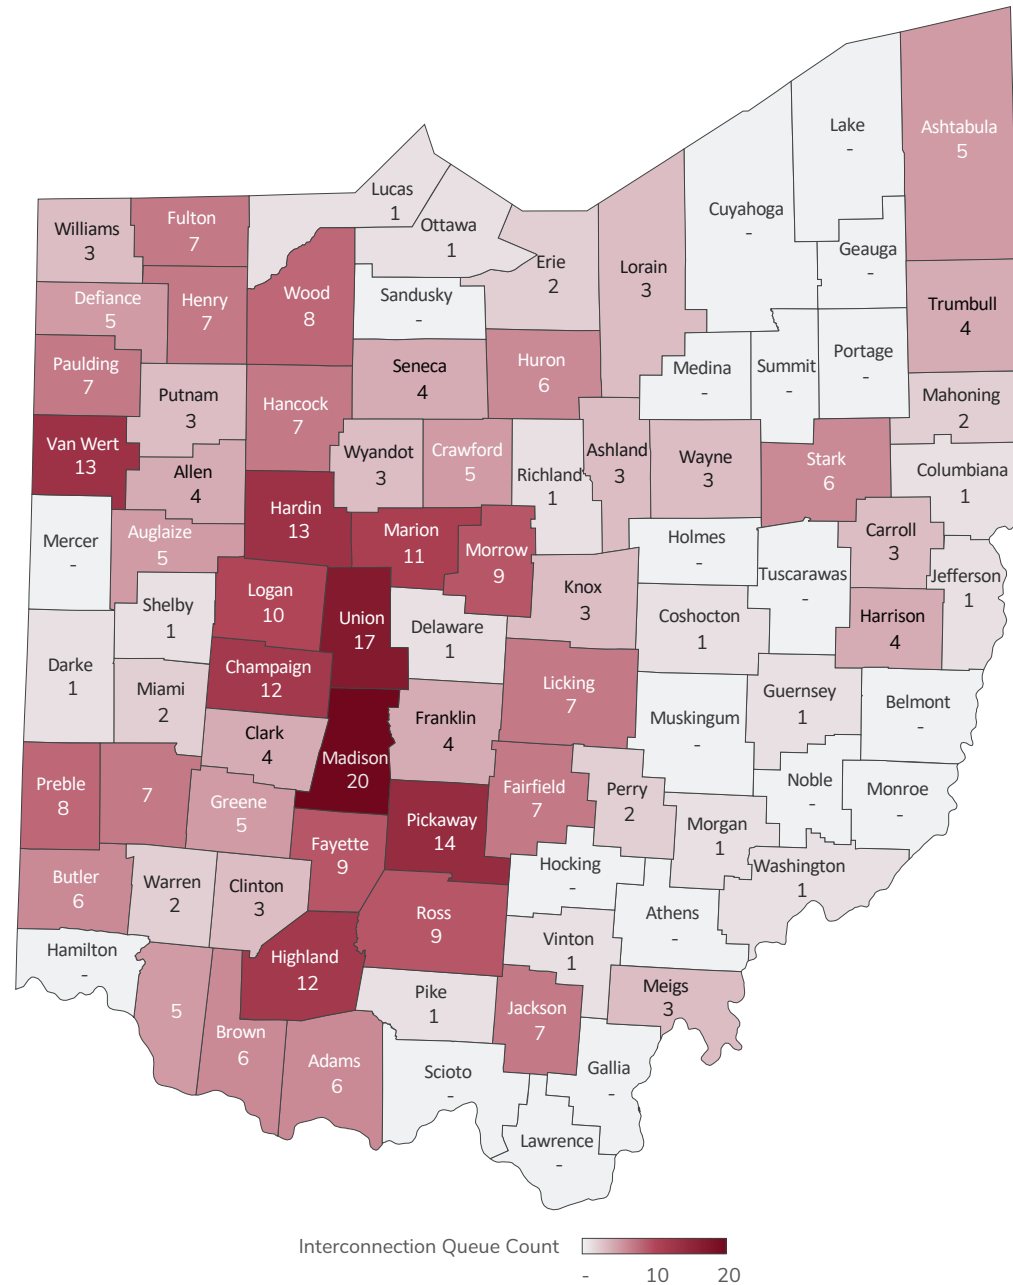 Lake
-
Ashtabula
5
Lucas
1
Cuyahoga
-
Ottawa
1
Williams
3
Fulton
7
Geauga
-
Erie
2
Lorain
3
Wood
8
Sandusky
-
Defiance
5
Henry
7
Trumbull
4
Paulding
7
Seneca
4
Huron
6
Medina
-
Summit
-
Portage
-
Putnam
3
Hancock
7
Mahoning
2
Van Wert
13
Allen
4
Wyandot
3
Crawford
5
Richland
1
Ashland
3
Wayne
3
Stark
6
Columbiana
1
Hardin
13
Marion
11
Mercer
-
Auglaize
5
Morrow
9
Holmes
-
Carroll
3
Tuscarawas
-
Jefferson
1
Logan
10
Shelby
1
Union
17
Delaware
1
Knox
3
Coshocton
1
Harrison
4
Darke
1
Champaign
12
Miami
2
Licking
7
Guernsey
1
Belmont
-
Clark
4
Franklin
4
Muskingum
-
Madison
20
Preble
8
7
Greene
5
Fairfield
7
Perry
2
Noble
-
Monroe
-
Pickaway
14
Morgan
1
Fayette
9
Butler
6
Warren
2
Clinton
3
Hocking
-
Washington
1
Ross
9
Athens
-
Hamilton
-
Highland
12
Vinton
1
5
Pike
1
Jackson
7
Meigs
3
Brown
6
Adams
6
Scioto
-
Gallia
-
Lawrence
-
Interconnection Queue Count
- 10 20